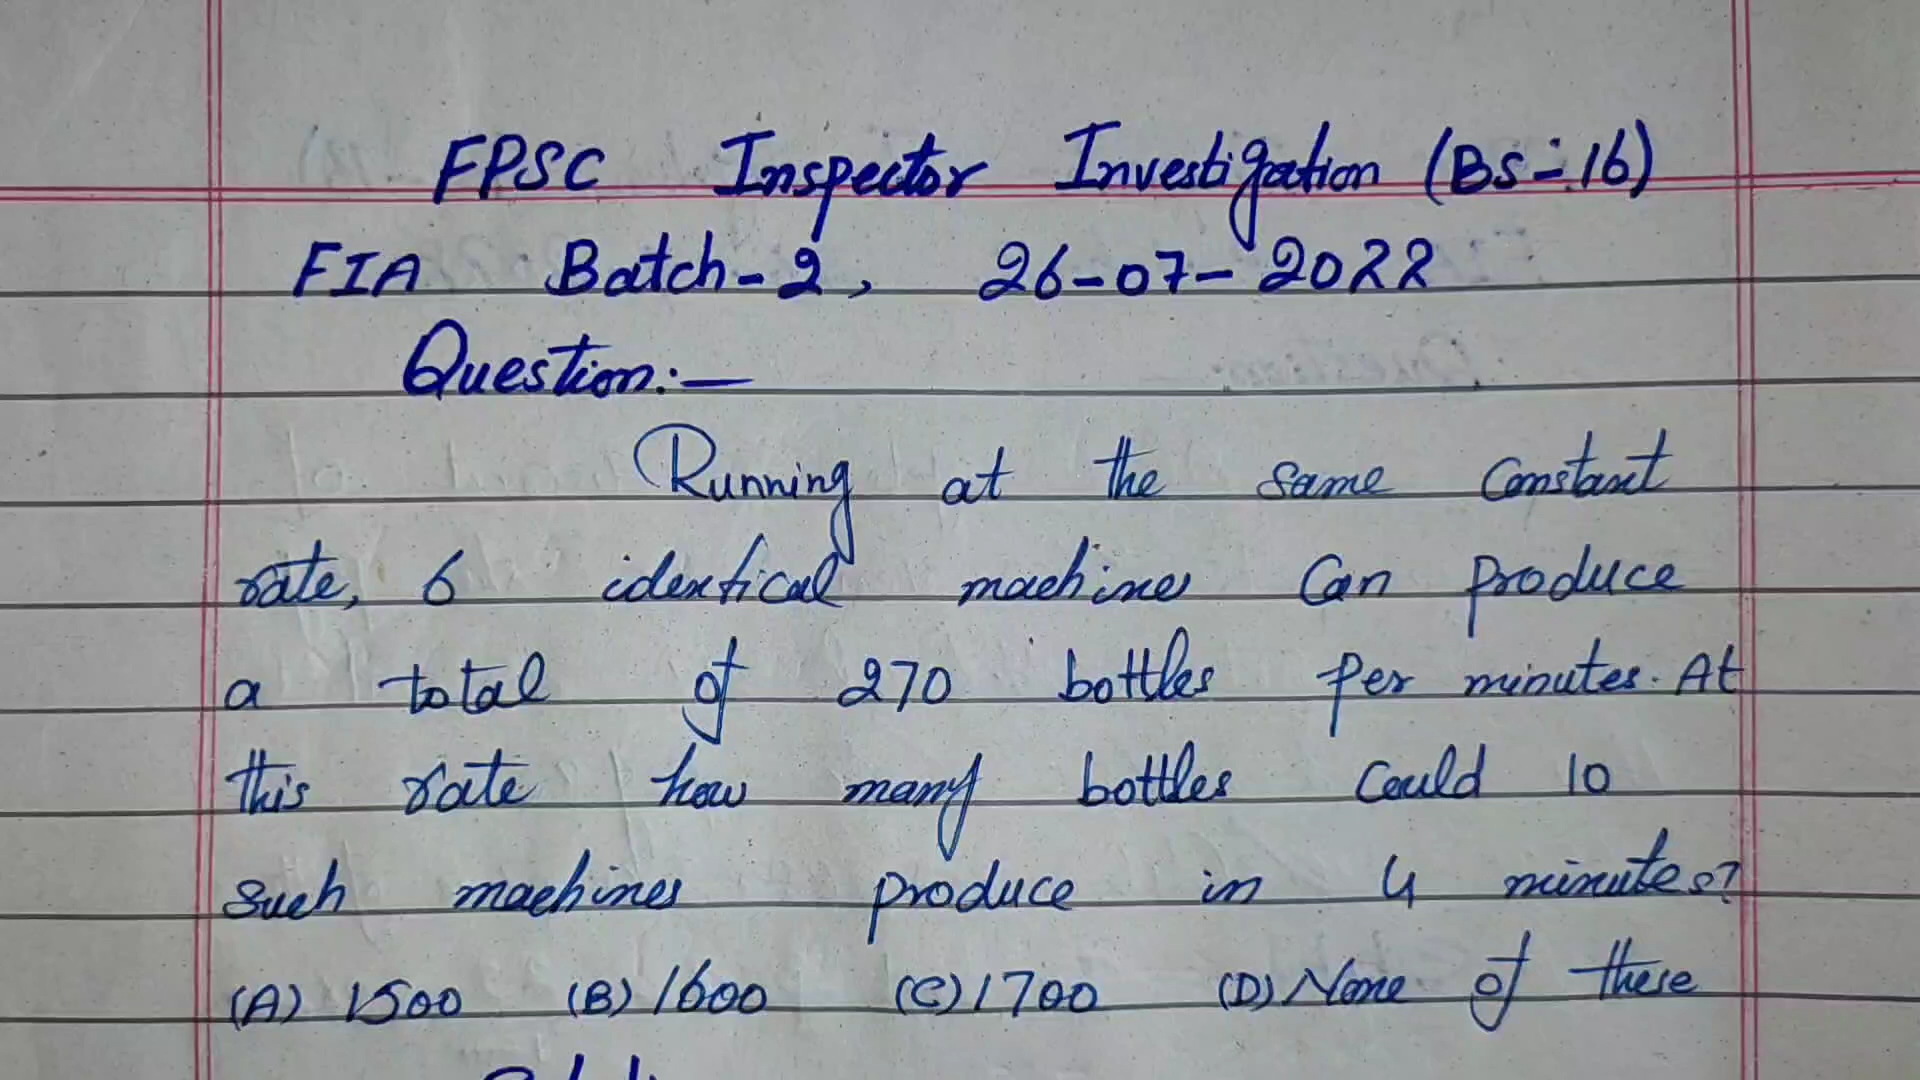 FPSC Inspector Investigation (BS-16)
FIA Batch-2, 26-07-2022
Question:-
Running at the same Constant
rate, 6 identical machines Can produce
a total of 270 bottles per minutes. At
this rate how many bottles Could 10
such machines produce in 4 minutes?
(A) 1500 (B) 1600 (C) 1700 (D) None of these